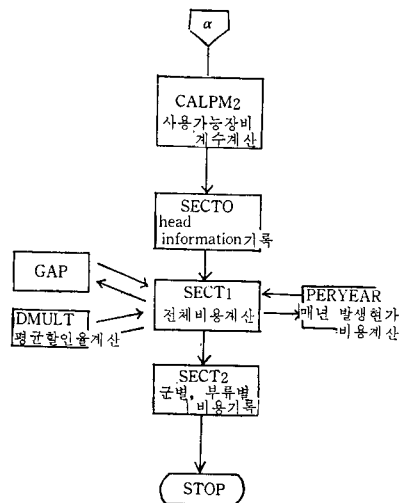 α
CALPM2
사용가능장비
계수계산
SECTO
head
information기록
GAP
SECT1
전체비용계산
PERYEAR
매년 발생현가
비용계산
DMULT
평균할인율계산
SECT2
군별, 부류별
비용기록
STOP